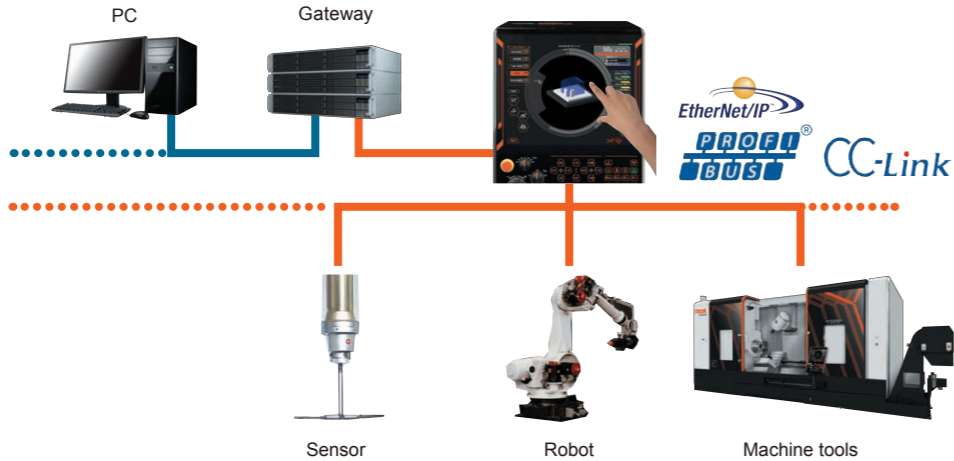 PC
Gateway
EtherNet/IP
PROFI
BUS
®
CC-Link
Sensor
Robot
Machine tools